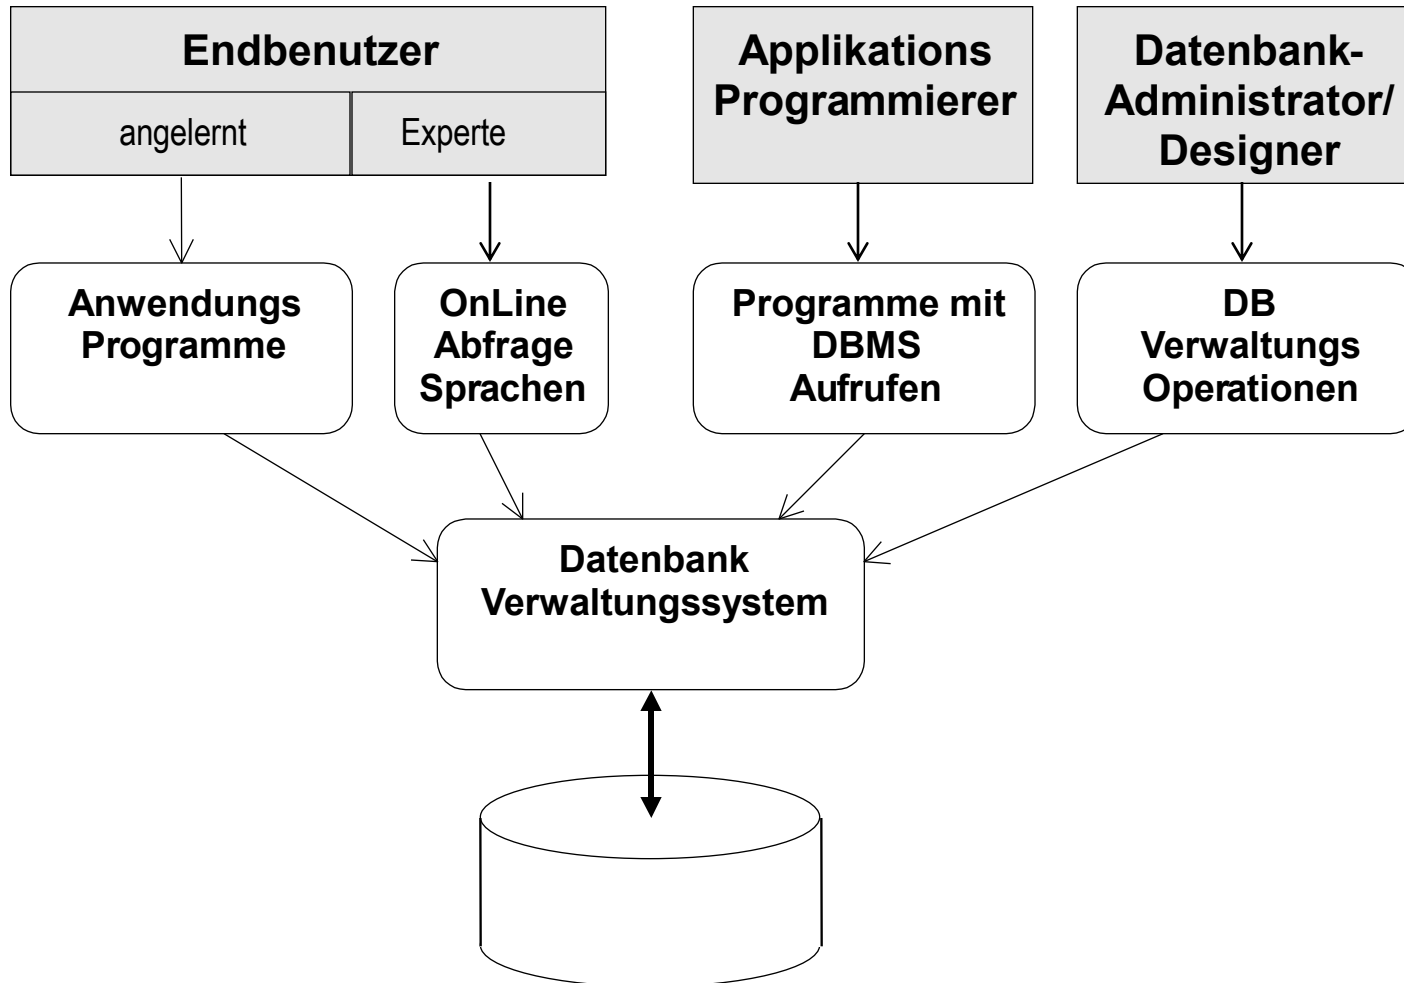 Endbenutzer
angelernt
Experte
Applikations
Programmierer
Datenbank-
Administrator/
Designer
Anwendungs
Programme
OnLine
Abfrage
Sprachen
Programme mit
DBMS
Aufrufen
DB
Verwaltungs
Operationen
Datenbank
Verwaltungssystem